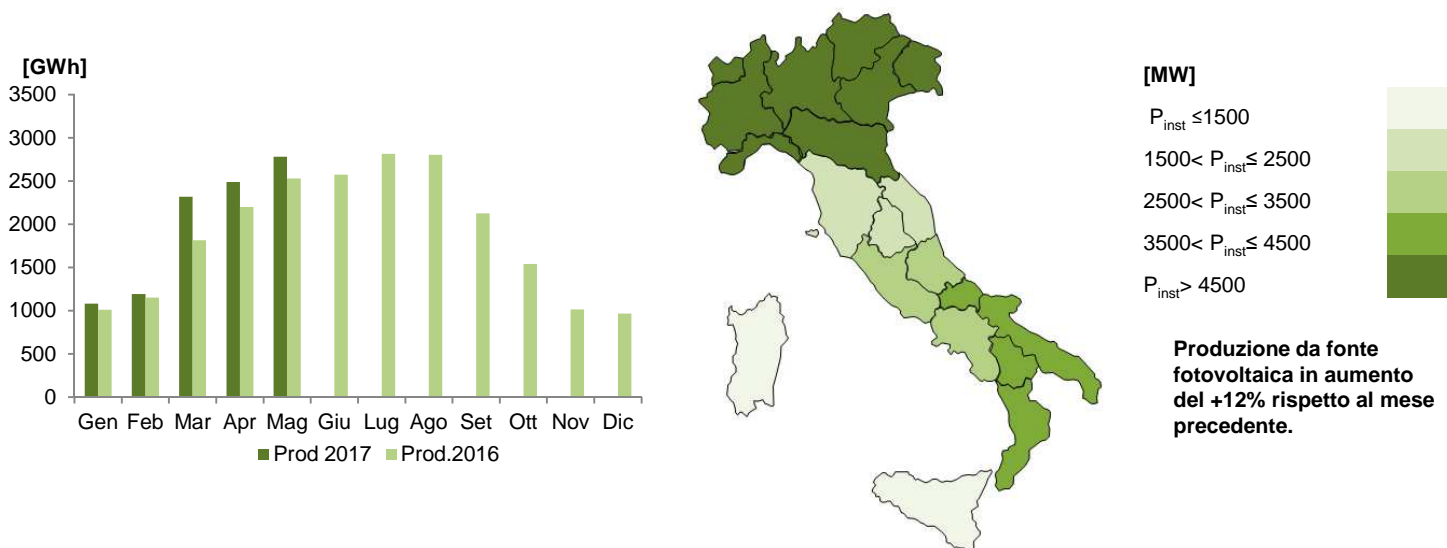 [GWh]
3500
3000
2500
2000
1500
1000
500
0
Gen Feb Mar Apr Mag Giu Lug Ago Set Ott Nov Dic
Prod 2017 Prod.2016
[MW]
Pinst ≤1500
1500< Pinst≤ 2500
2500< Pinst≤ 3500
3500< Pinst≤ 4500
Pinst> 4500
Produzione da fonte
fotovoltaica in aumento
del +12% rispetto al mese
precedente.